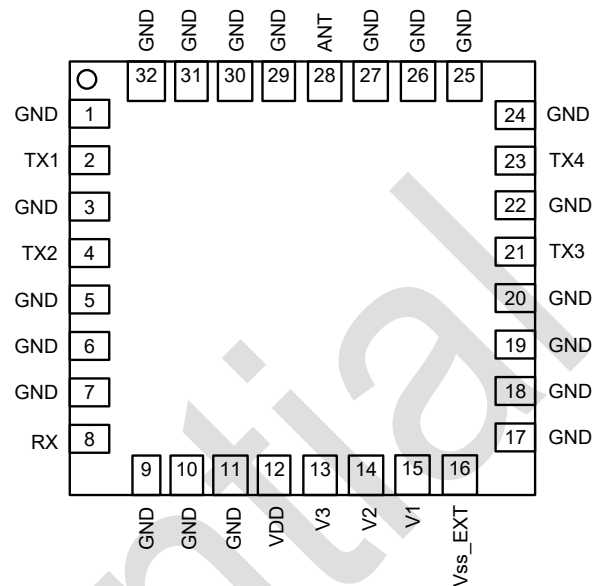 GND GND GND GND ANT GND GND GND
32 31 30 29 28 27 26 25
GND 1 24 GND
TX1 2 23 TX4
GND 3 22 GND
TX2 4 21 TX3
GND 5 20 GND
GND 6 19 GND
GND 7 18 GND
RX 8 17 GND
9 10 11 12 13 14 15 16
GND GND GND VDD V3 V2 V1 Vss_EXT
ntial